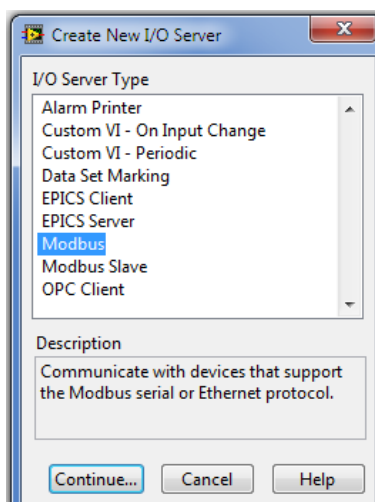 Create New I/O Server
I/O Server Type
Alarm Printer
Custom VI - On Input Change
Custom VI - Periodic
Data Set Marking
EPICS Client
EPICS Server
Modbus
Modbus Slave
OPC Client
Description
Communicate with devices that support
the Modbus serial or Ethernet protocol.
Continue... Cancel Help